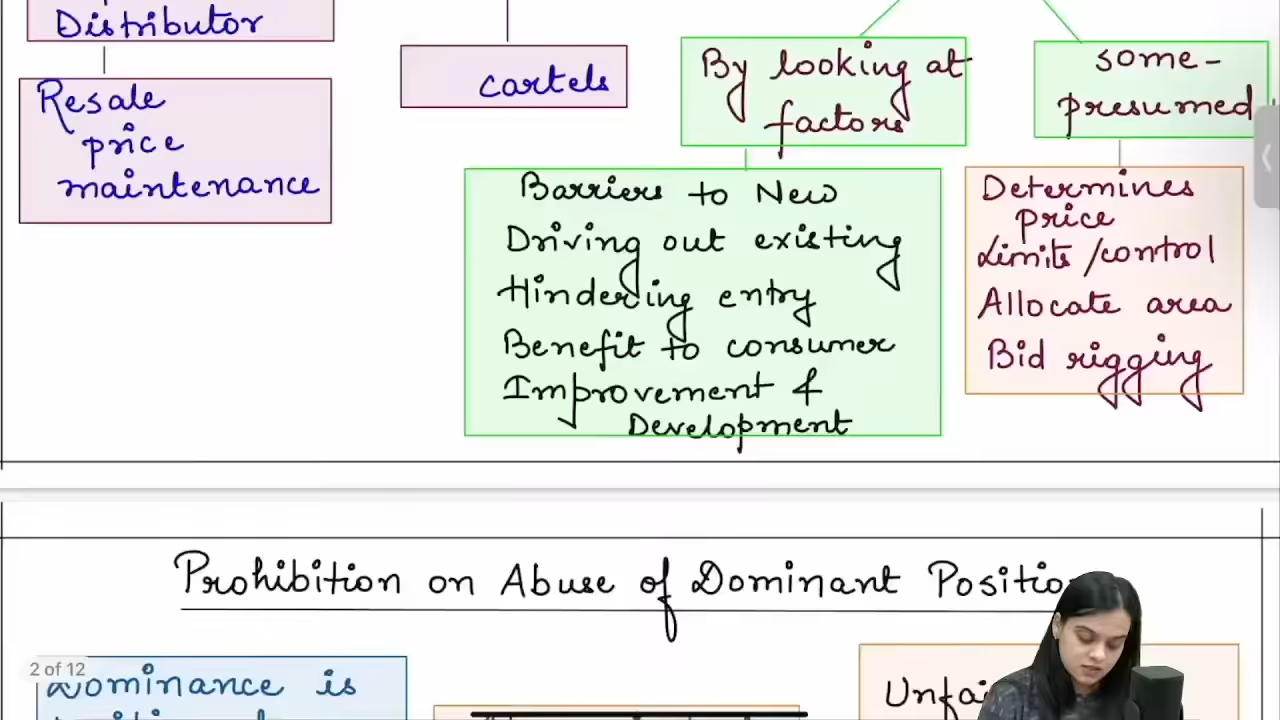 Distributor
Resale
price
maintenance
cartels
By looking at
factors
some-
presumed
Barriers to New
Driving out existing
Hindering entry
Benefit to consumer
Improvement &
Development
Determines
price
Limits/control
Allocate area
Bid rigging
Prohibition on Abuse of Dominant Positio
2 of 12
Dominance is
Unfai